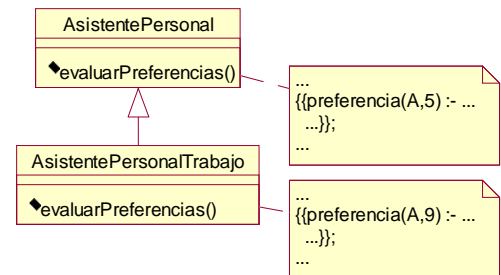 AsistentePersonal
evaluarPreferencias()
...
{{preferencia(A,5) :- ...
...}};
...
AsistentePersonalTrabajo
evaluarPreferencias()
...
{{preferencia(A,9) :- ...
...}};
...